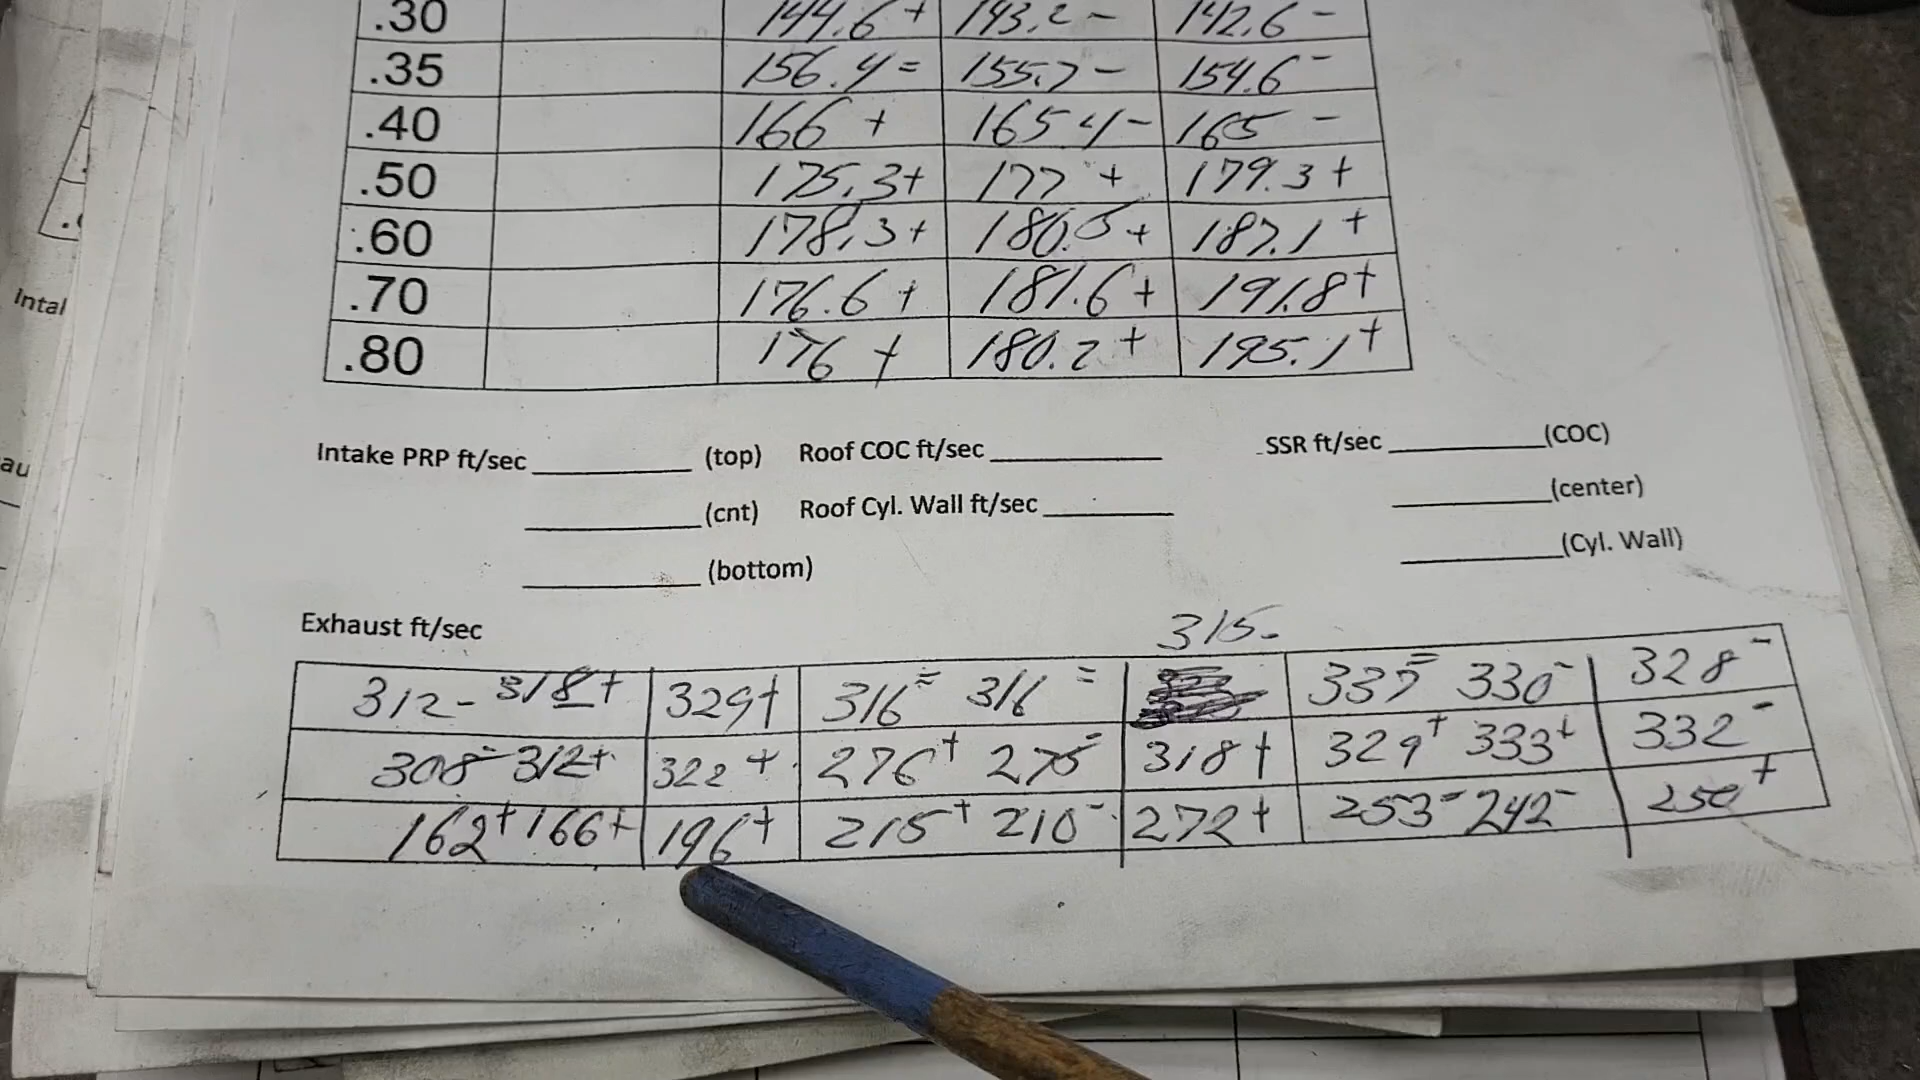 .30 144.6 + 143.2 - 142.6 -
.35 156.4 = 155.7 - 154.6 -
.40 166 + 165.4 - 165 -
.50 175.3 + 177 + 179.3 +
.60 178.3 + 180.5 + 187.1 +
.70 176.6 + 181.6 + 191.8 +
.80 176 + 180.2 + 195.1 +
Intal
au
Intake PRP ft/sec (top) Roof COC ft/sec SSR ft/sec (COC)
(cnt) Roof Cyl. Wall ft/sec (center)
(bottom) (Cyl. Wall)
Exhaust ft/sec
315-
312- 318+ 329+ 316= 316= 337= 330- 328-
308- 312+ 322+ 276+ 275- 318+ 329+ 333+ 332-
162+ 166+ 196+ 215+ 210- 272+ 253- 242- 250+